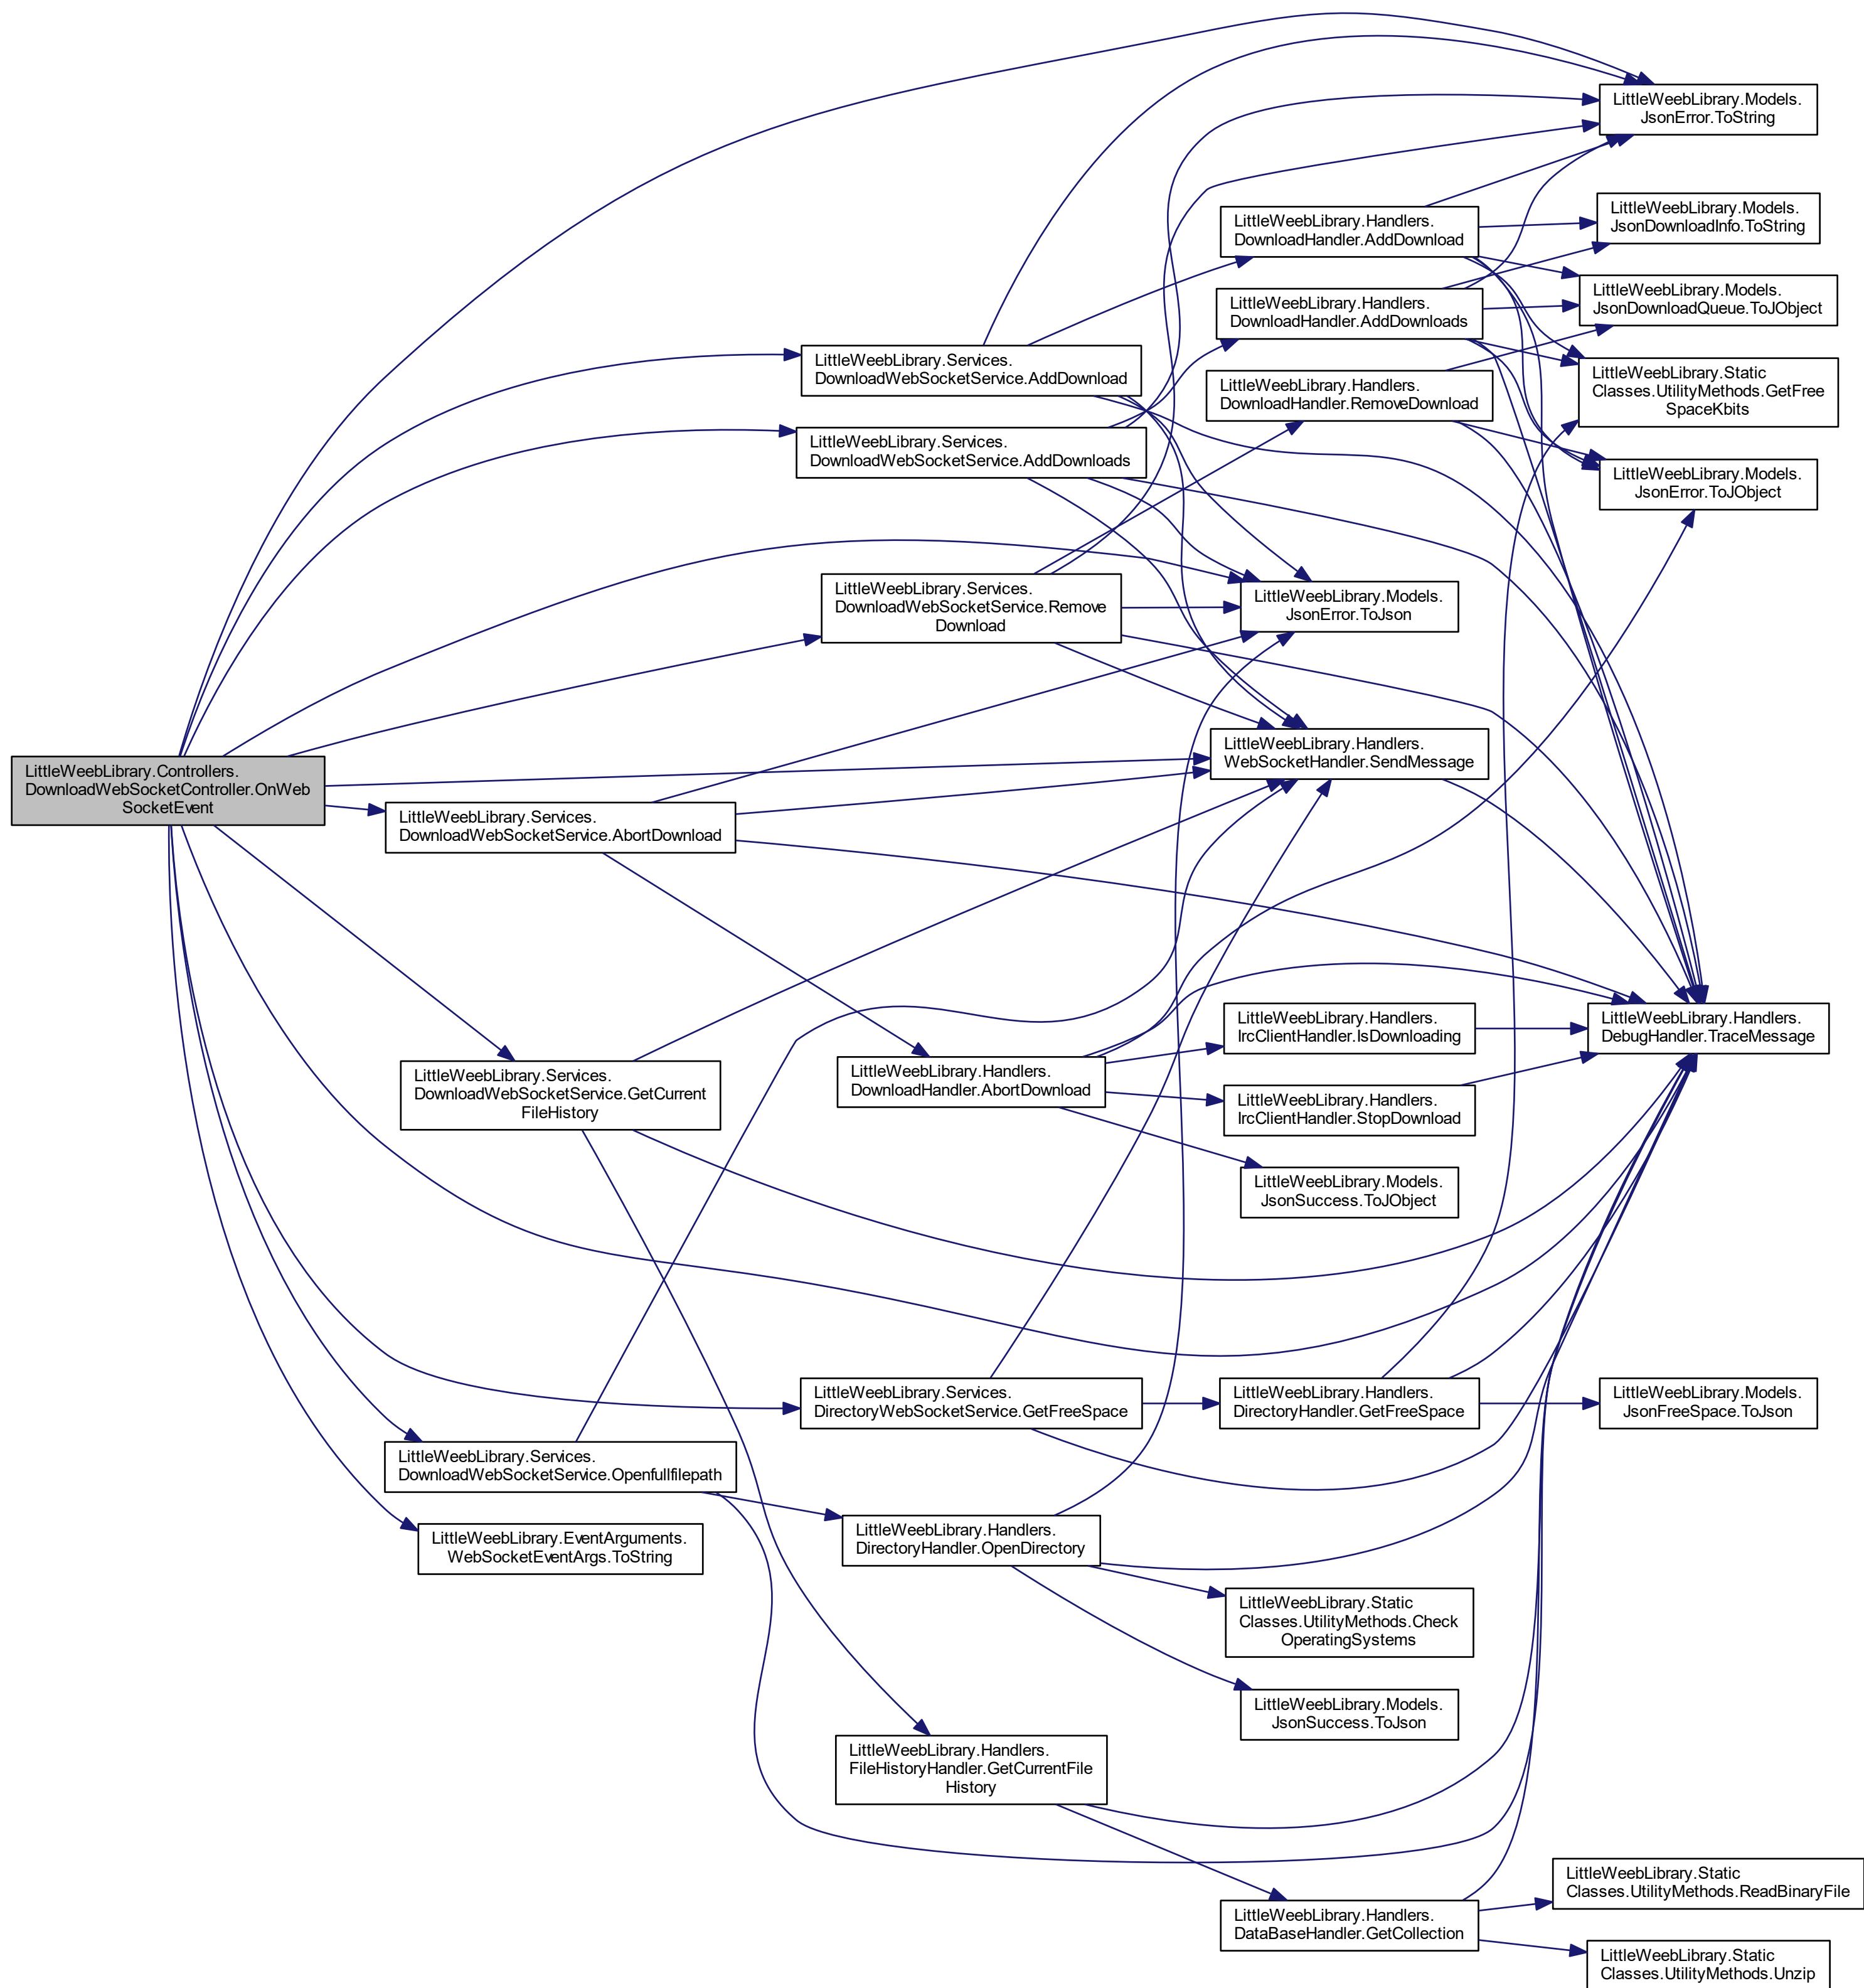 LittleWeebLibrary.Models.
JsonError.ToString
LittleWeebLibrary.Models.
JsonDownloadInfo.ToString
LittleWeebLibrary.Handlers.
DownloadHandler.AddDownload
LittleWeebLibrary.Models.
JsonDownloadQueue.ToJObject
LittleWeebLibrary.Handlers.
DownloadHandler.AddDownloads
LittleWeebLibrary.Services.
DownloadWebSocketService.AddDownload
LittleWeebLibrary.Static
Classes.UtilityMethods.GetFree
SpaceKbits
LittleWeebLibrary.Handlers.
DownloadHandler.RemoveDownload
LittleWeebLibrary.Services.
DownloadWebSocketService.AddDownloads
LittleWeebLibrary.Models.
JsonError.ToJObject
LittleWeebLibrary.Services.
DownloadWebSocketService.Remove
Download
LittleWeebLibrary.Models.
JsonError.ToJson
LittleWeebLibrary.Handlers.
WebSocketHandler.SendMessage
LittleWeebLibrary.Controllers.
DownloadWebSocketController.OnWeb
SocketEvent
LittleWeebLibrary.Services.
DownloadWebSocketService.AbortDownload
LittleWeebLibrary.Handlers.
IrcClientHandler.IsDownloading
LittleWeebLibrary.Handlers.
DebugHandler.TraceMessage
LittleWeebLibrary.Services.
DownloadWebSocketService.GetCurrent
FileHistory
LittleWeebLibrary.Handlers.
DownloadHandler.AbortDownload
LittleWeebLibrary.Handlers.
IrcClientHandler.StopDownload
LittleWeebLibrary.Models.
JsonSuccess.ToJObject
LittleWeebLibrary.Services.
DirectoryWebSocketService.GetFreeSpace
LittleWeebLibrary.Handlers.
DirectoryHandler.GetFreeSpace
LittleWeebLibrary.Models.
JsonFreeSpace.ToJson
LittleWeebLibrary.Services.
DownloadWebSocketService.Openfullfilepath
LittleWeebLibrary.EventArguments.
WebSocketEventArgs.ToString
LittleWeebLibrary.Handlers.
DirectoryHandler.OpenDirectory
LittleWeebLibrary.Static
Classes.UtilityMethods.Check
OperatingSystems
LittleWeebLibrary.Models.
JsonSuccess.ToJson
LittleWeebLibrary.Handlers.
FileHistoryHandler.GetCurrentFile
History
LittleWeebLibrary.Static
Classes.UtilityMethods.ReadBinaryFile
LittleWeebLibrary.Handlers.
DataBaseHandler.GetCollection
LittleWeebLibrary.Static
Classes.UtilityMethods.Unzip